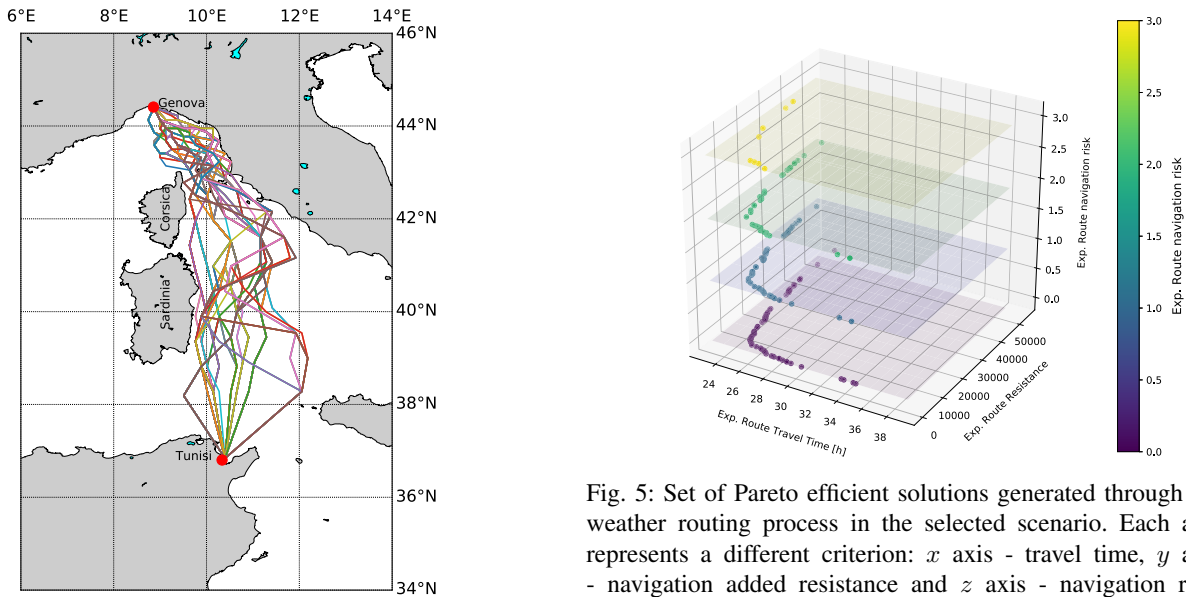 6°E 8°E 10°E 12°E 14°E
46°N
Genova
44°N
Corsica
42°N
Sardinia
40°N
38°N
Tunisi
36°N
34°N
3.0
2.5
2.0
1.5
1.0
0.5
0.0
Exp. Route navigation risk
50000
40000
30000
20000
10000
0
Exp. Route Resistance
24 26 28 30 32 34 36 38
Exp. Route Travel Time [h]
3.0
2.5
2.0
1.5
1.0
0.5
0.0
Exp. Route navigation risk
Fig. 5: Set of Pareto efficient solutions generated through
weather routing process in the selected scenario. Each a
represents a different criterion: x axis - travel time, y a
- navigation added resistance and z axis - navigation r